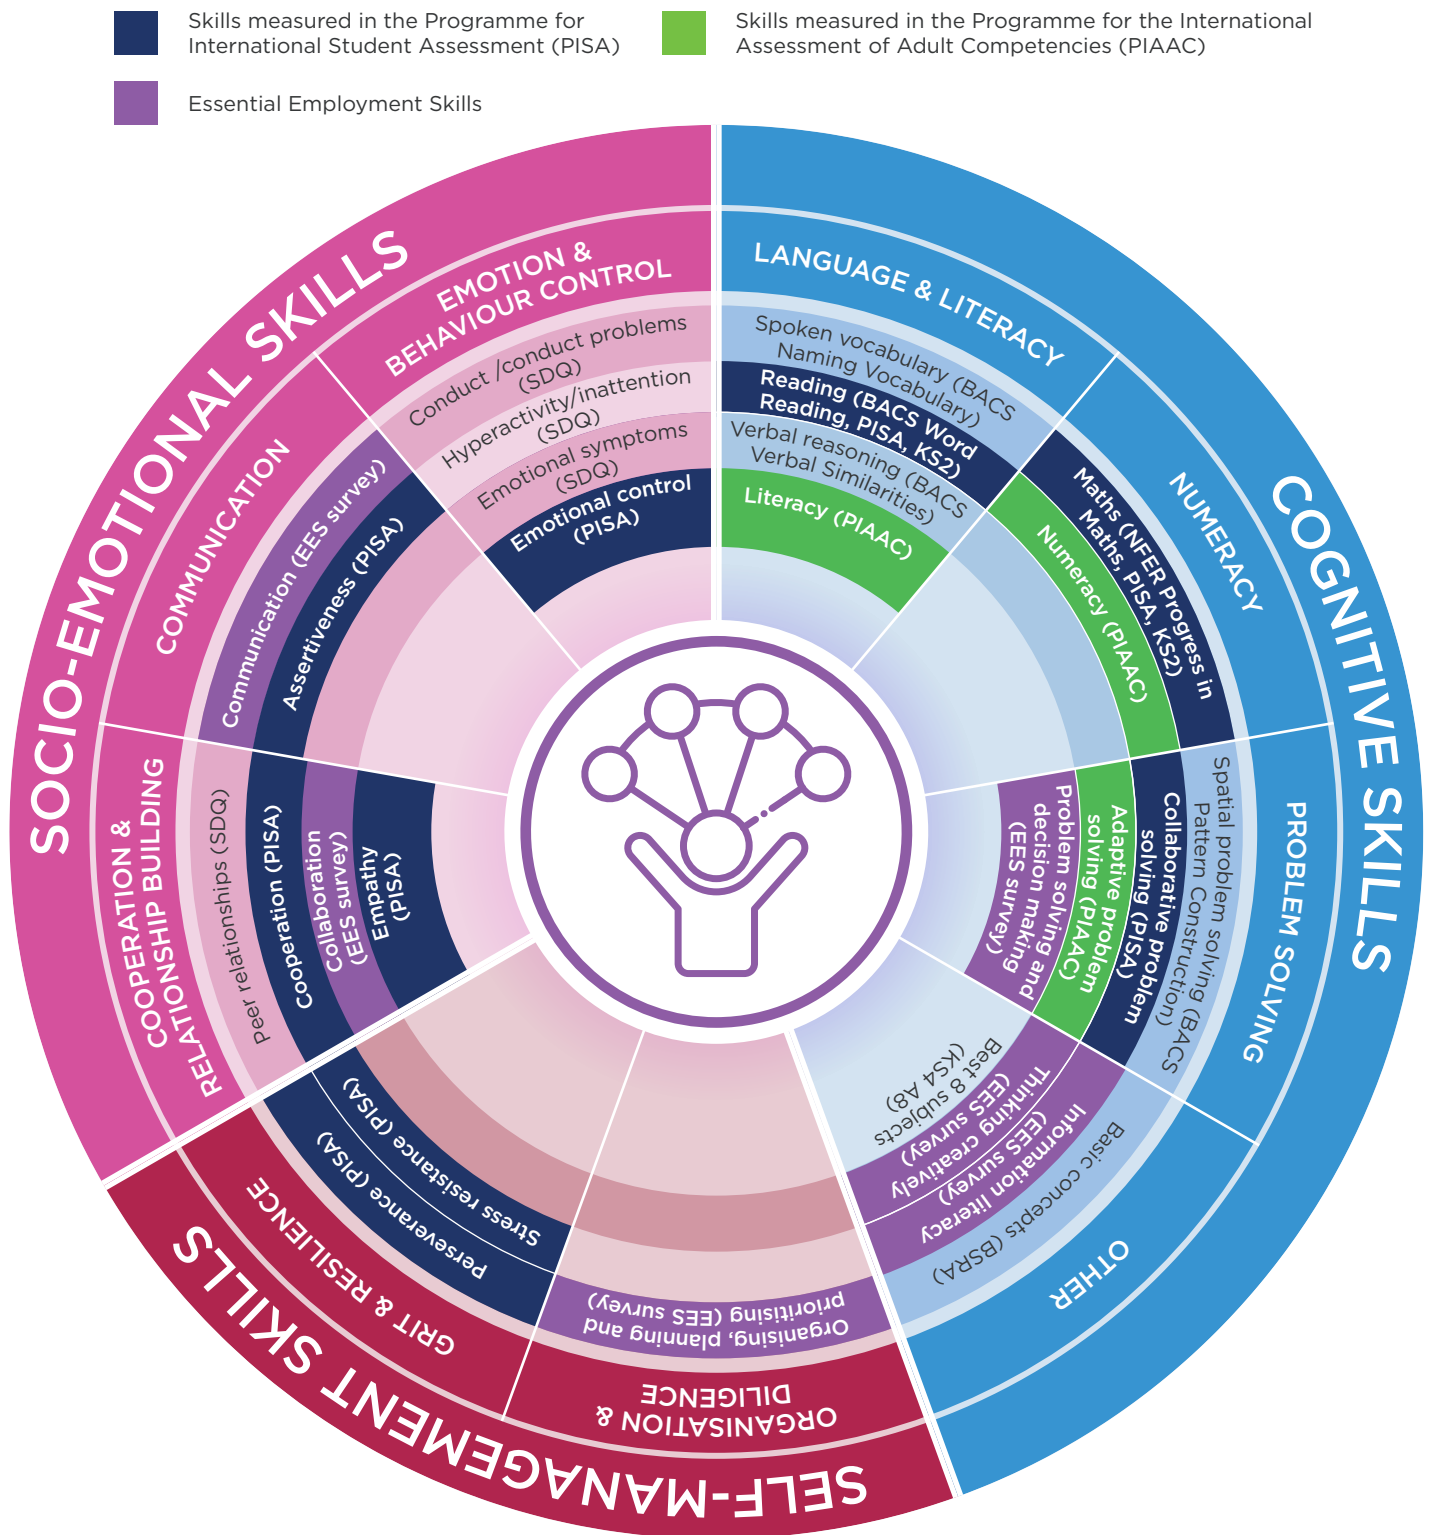 Skills measured in the Programme for
International Student Assessment (PISA)
Skills measured in the Programme for the International
Assessment of Adult Competencies (PIAAC)
Essential Employment Skills
COGNITIVE SKILLS
LANGUAGE & LITERACY
Spoken vocabulary (BACS
Naming Vocabulary)
Reading (BACS Word
Reading, PISA, KS2)
Verbal reasoning (BACS
Verbal Similarities)
Literacy (PIAAC)
NUMERACY
Maths (NFER Progress in
Maths, PISA, KS2)
Numeracy (PIAAC)
PROBLEM SOLVING
Spatial problem solving (BACS
Pattern Construction)
Collaborative problem
solving (PISA)
Adaptive problem
solving (PIAAC)
Problem solving and
decision making
(EES survey)
OTHER
Basic concepts (BSRA)
Information literacy
(EES survey)
Thinking creatively
(EES survey)
Best 8 subjects
(KS4 A8)
SELF-MANAGEMENT SKILLS
ORGANISATION &
DILIGENCE
Organising, planning and
prioritising (EES survey)
GRIT & RESILIENCE
Perseverance (PISA)
Stress resistance (PISA)
SOCIO-EMOTIONAL SKILLS
COOPERATION &
RELATIONSHIP BUILDING
Peer relationships (SDQ)
Cooperation (PISA)
Collaboration
(EES survey)
Empathy
(PISA)
COMMUNICATION
Communication (EES survey)
Assertiveness (PISA)
EMOTION &
BEHAVIOUR CONTROL
Conduct /conduct problems
(SDQ)
Hyperactivity/inattention
(SDQ)
Emotional symptoms
(SDQ)
Emotional control
(PISA)